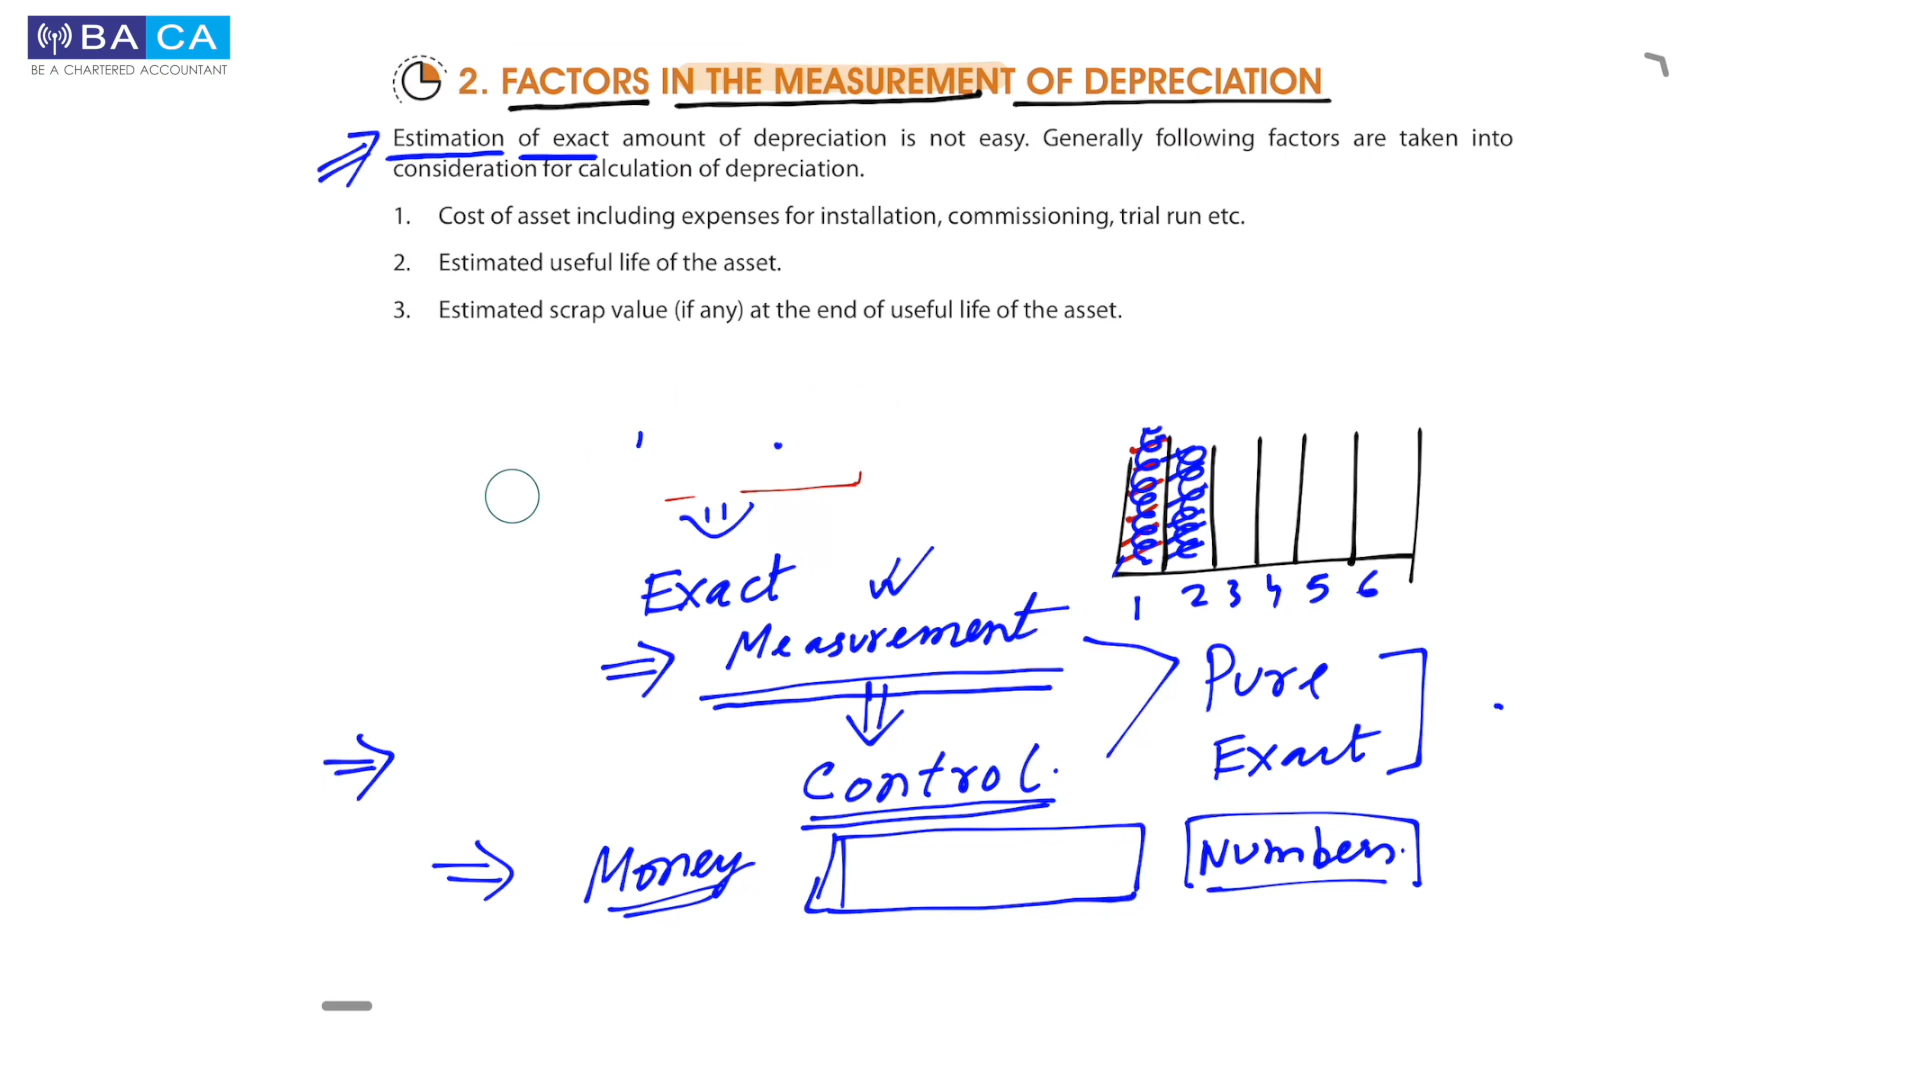 BA CA
BE A CHARTERED ACCOUNTANT
2. FACTORS IN THE MEASUREMENT OF DEPRECIATION
Estimation of exact amount of depreciation is not easy. Generally following factors are taken into
consideration for calculation of depreciation.
1. Cost of asset including expenses for installation, commissioning, trial run etc.
2. Estimated useful life of the asset.
3. Estimated scrap value (if any) at the end of useful life of the asset.
1 2 3 4 5 6
Exact
Measurement
Pure
Exact
Control.
Money
Numbers.